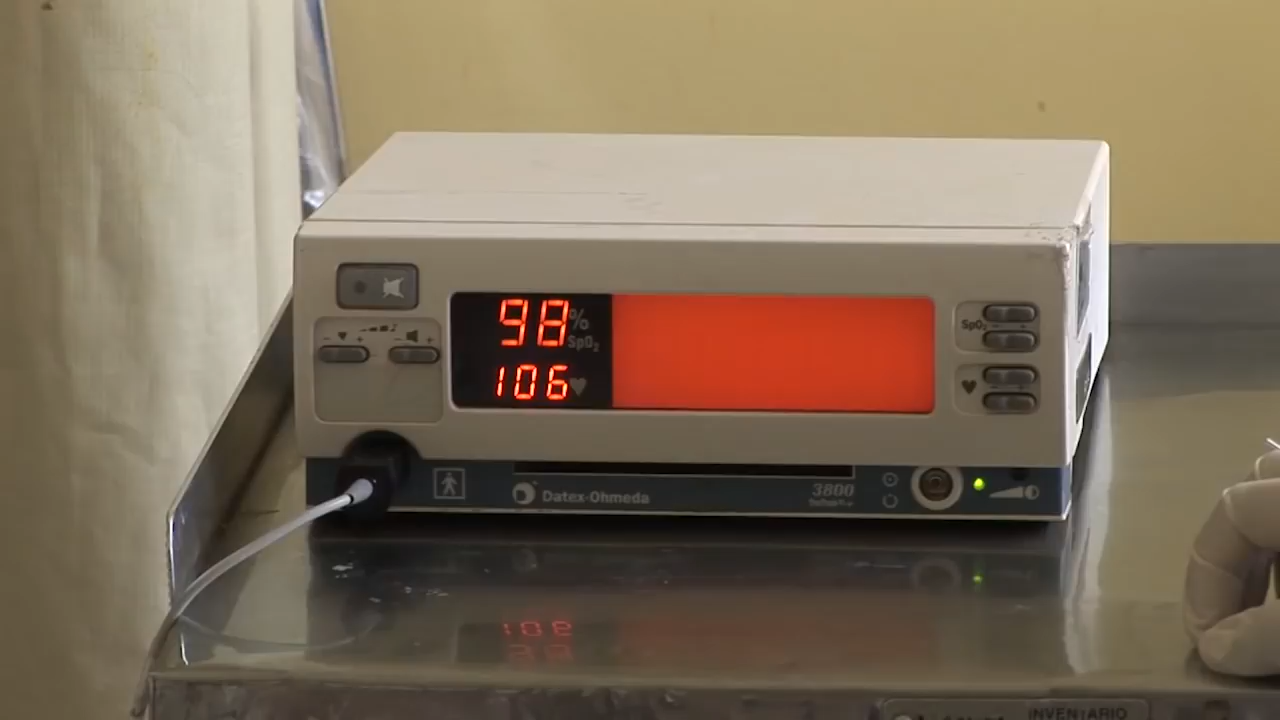 98 %
SpO₂
106
SpO₂
Datex-Ohmeda
3800
INVENTARIO